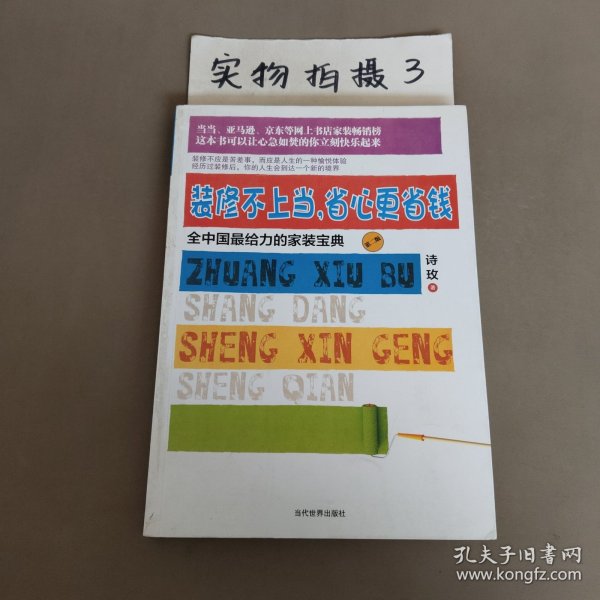 实物拍摄3
当当、亚马逊、京东等网上书店家装畅销榜
这本书可以让心急如焚的你立刻快乐起来
装修不应是苦差事，而应是人生的一种愉悦体验
经历过装修后，你的人生会到达一个新的境界
装修不上当，省心更省钱
全中国最给力的家装宝典
第二版
诗玫 著
ZHUANG XIU BU
SHANG DANG
SHENG XIN GENG
SHENG QIAN
当代世界出版社
孔夫子旧书网
www.kongfz.com